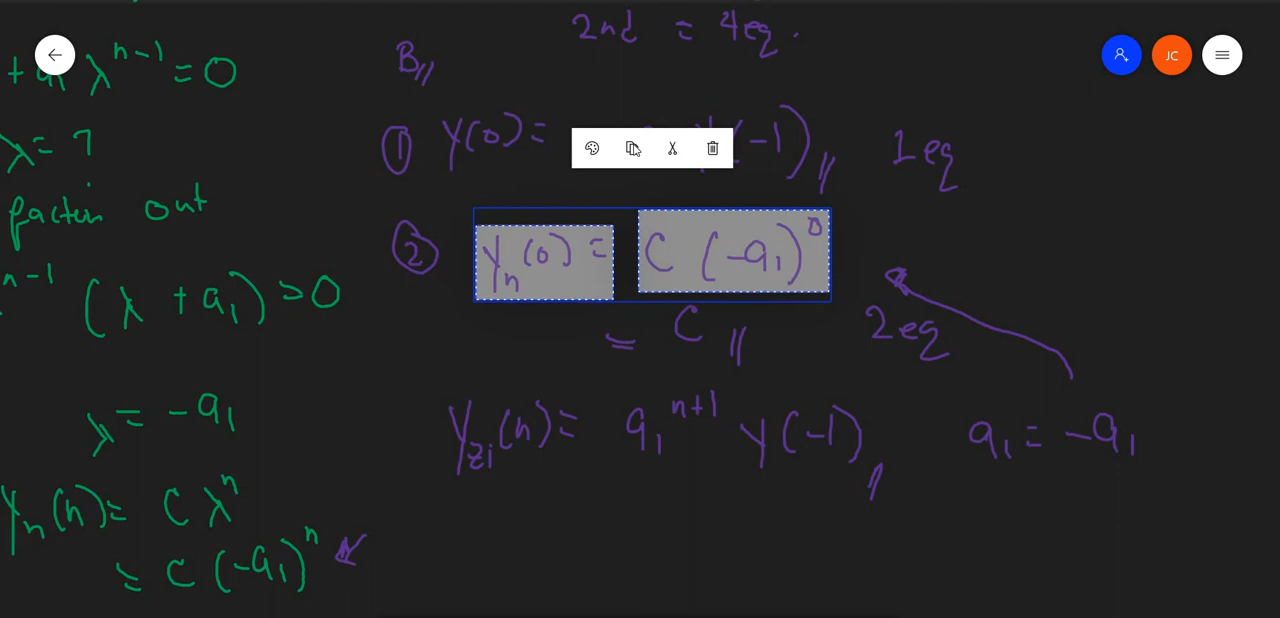 + a₁ λⁿ⁻¹ = 0
λ = ?
factor out
n-1 (λ + a₁) = 0
λ = -a₁
yₙ(n) = C λⁿ
= C (-a₁)ⁿ
2nd = 4eq.
B//
① y(0) = (-1)// 1eq
② yₙ(0) = C (-a₁)⁰
= C// 2eq
y_zi(n) = a₁ⁿ⁺¹ y(-1)// a₁ = -a₁
JC